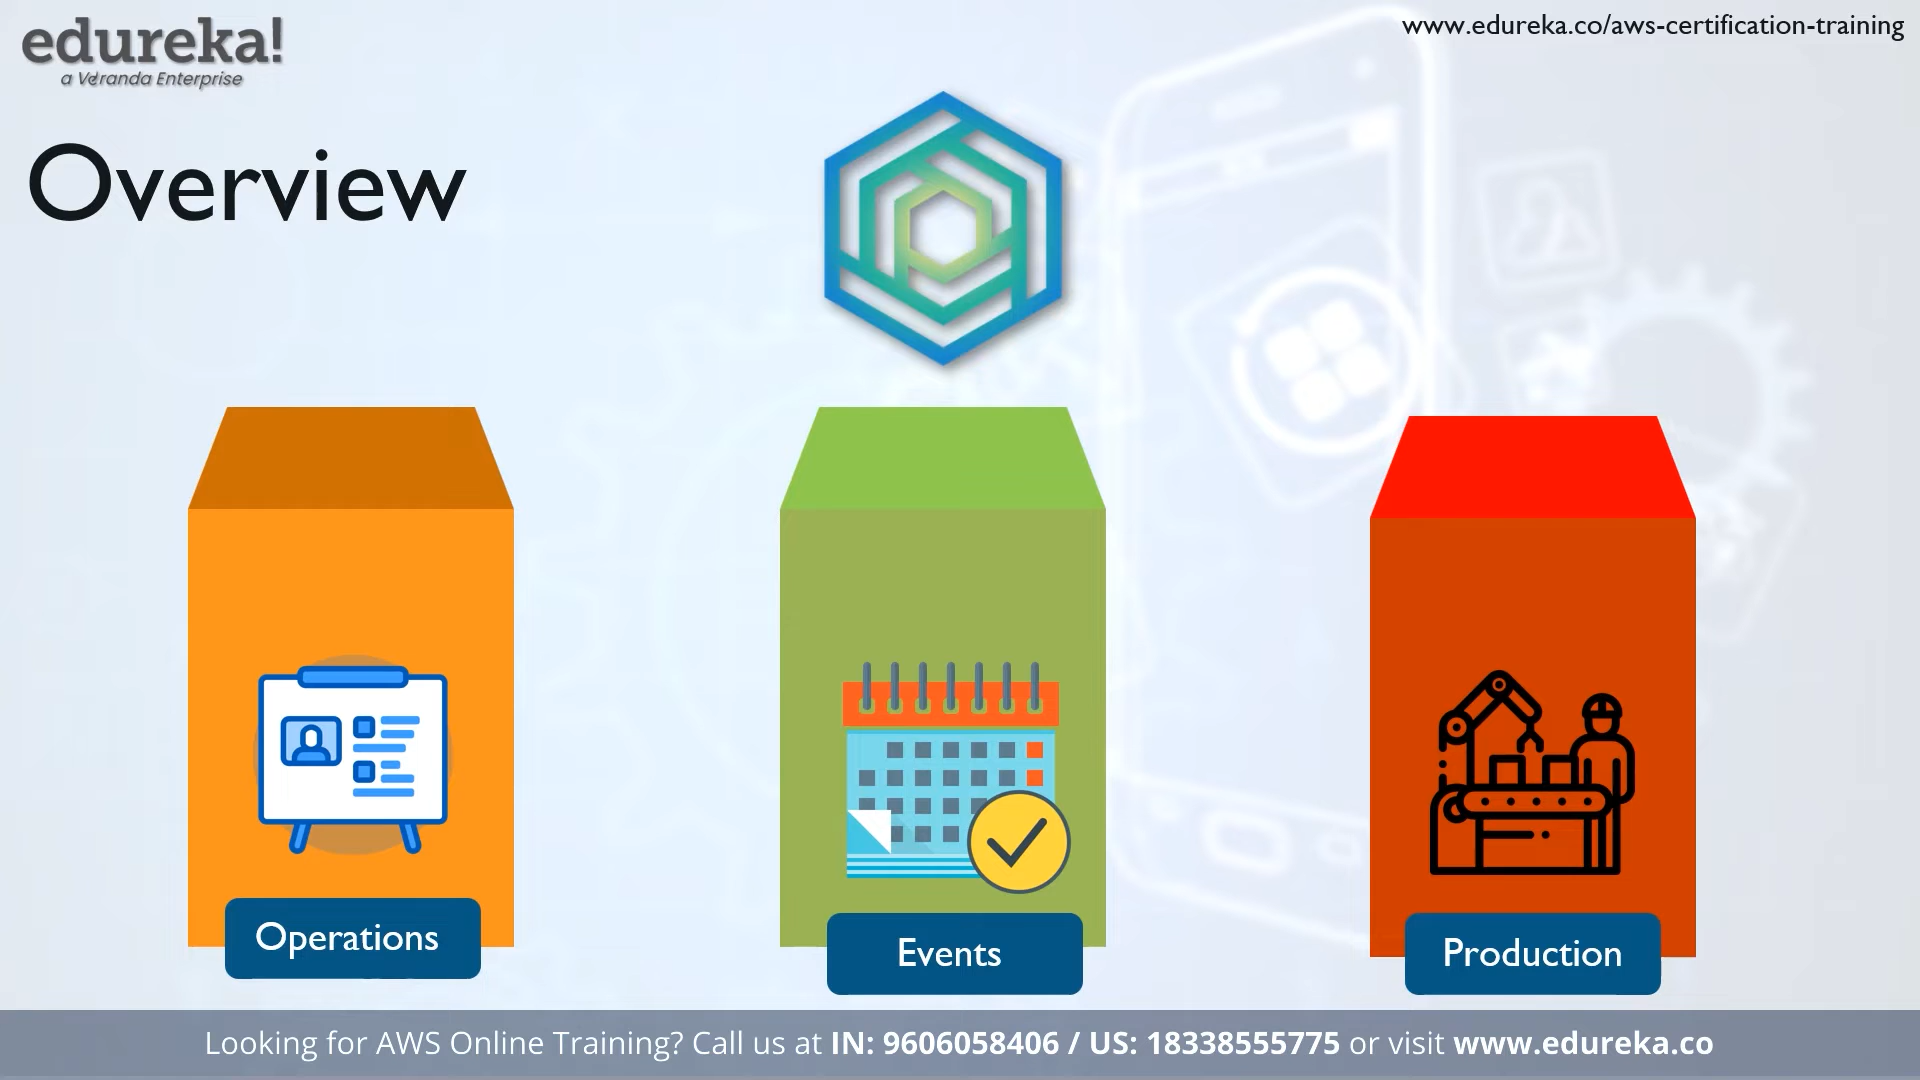 edureka!
a Veranda Enterprise
www.edureka.co/aws-certification-training
Overview
Operations
Events
Production
Looking for AWS Online Training? Call us at IN: 9606058406 / US: 18338555775 or visit www.edureka.co